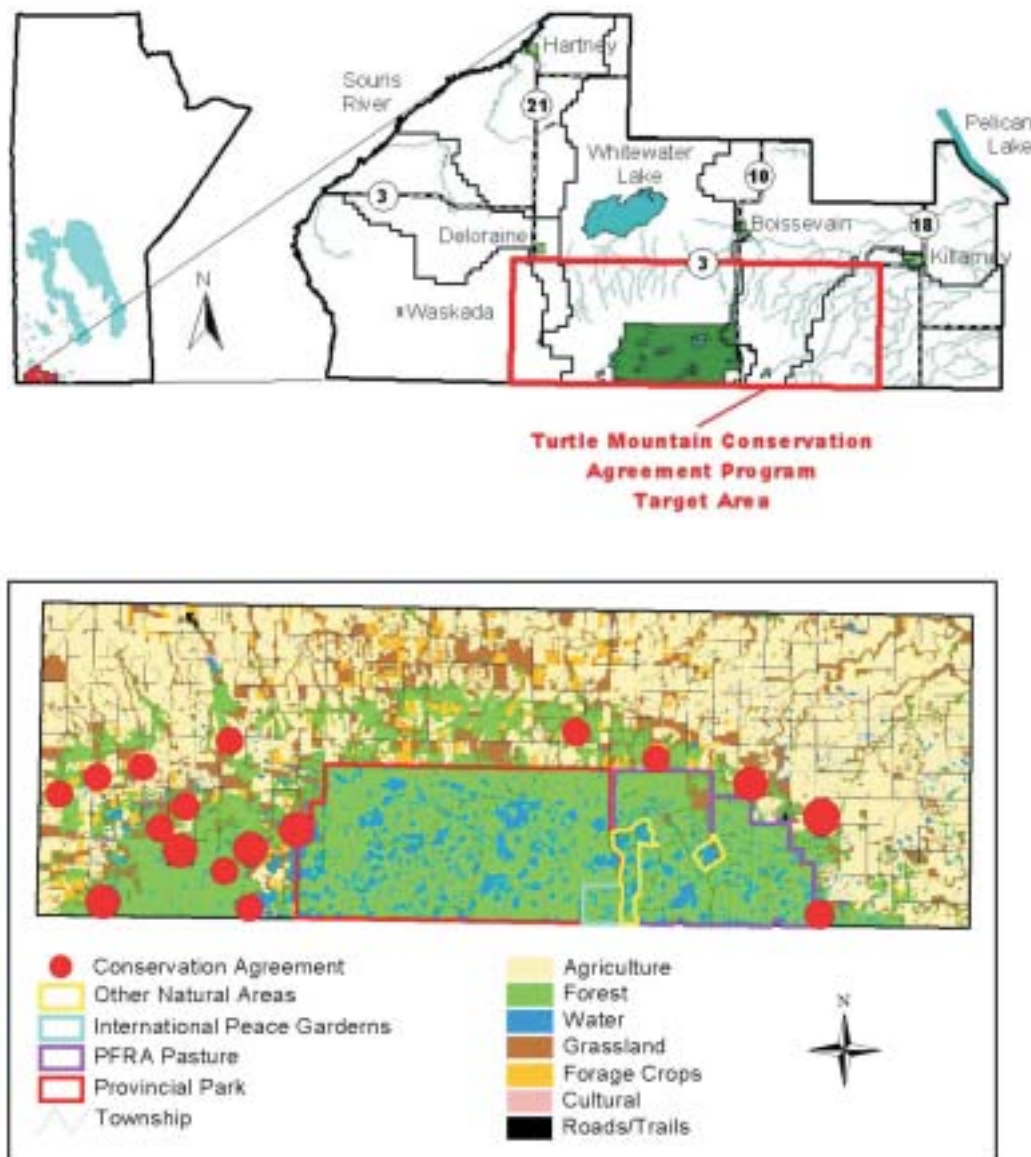 Hartney
Souris
River
21
Pelican
Lake
Whitewater
Lake
10
3
Deloraine
Boissevain
18
3
Killarney
N
Waskada
Turtle Mountain Conservation
Agreement Program
Target Area
Conservation Agreement
Other Natural Areas
International Peace Garderns
PFRA Pasture
Provincial Park
Township
Agriculture
Forest
Water
Grassland
Forage Crops
Cultural
Roads/Trails
N